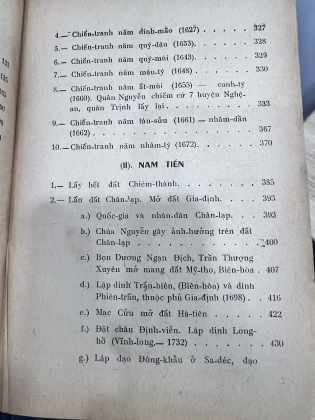 4.— Chiến-tranh năm đinh-mão (1627) . . . . . 327
5.— Chiến-tranh năm quý-dậu (1633) . . . . . 328
6.— Chiến-tranh năm quý-mùi (1643) . . . . . 329
7.— Chiến-tranh năm mậu-tý (1648) . . . . . 330
8.— Chiến-tranh năm ất-mùi (1655) — canh-tý
(1660). Quân Nguyễn chiếm cứ 7 huyện Nghệ-
an, quân Trịnh lấy lại . . . . . . . 333
9.— Chiến-tranh năm tân-sửu (1661) — nhâm-dần
(1662) . . . . . . . . . . . . 367
10.— Chiến-tranh năm nhâm-tý (1672) . . . . . 370
(II). NAM TIẾN
1.— Lấy hết đất Chiêm-thành. . . . . . . 385
2.— Lấn đất Chân-lạp. Mở đất Gia-định. . . . . 393
a.) Quốc-gia và nhân-dân Chân-lạp . . . . 393
b.) Chúa Nguyễn gây ảnh-hưởng trên đất
Chân-lạp . . . . . . . . . . 400
c.) Bọn Dương Ngạn Địch, Trần Thượng
Xuyên mở mang đất Mỹ-tho, Biên-hòa . 407
d.) Lập dinh Trấn-biên, (Biên-hòa) và dinh
Phiên-trấn, thuộc phủ Gia-định (1698) . 416
e.) Mạc Cửu mở đất Hà-tiên . . . . . 422
f.) Đặt châu Định-viễn. Lập dinh Long-
hồ (Vĩnh-long,— 1732) . . . . . 430
g.) Lập đạo Đông-khẩu ở Sa-đéc, đạo